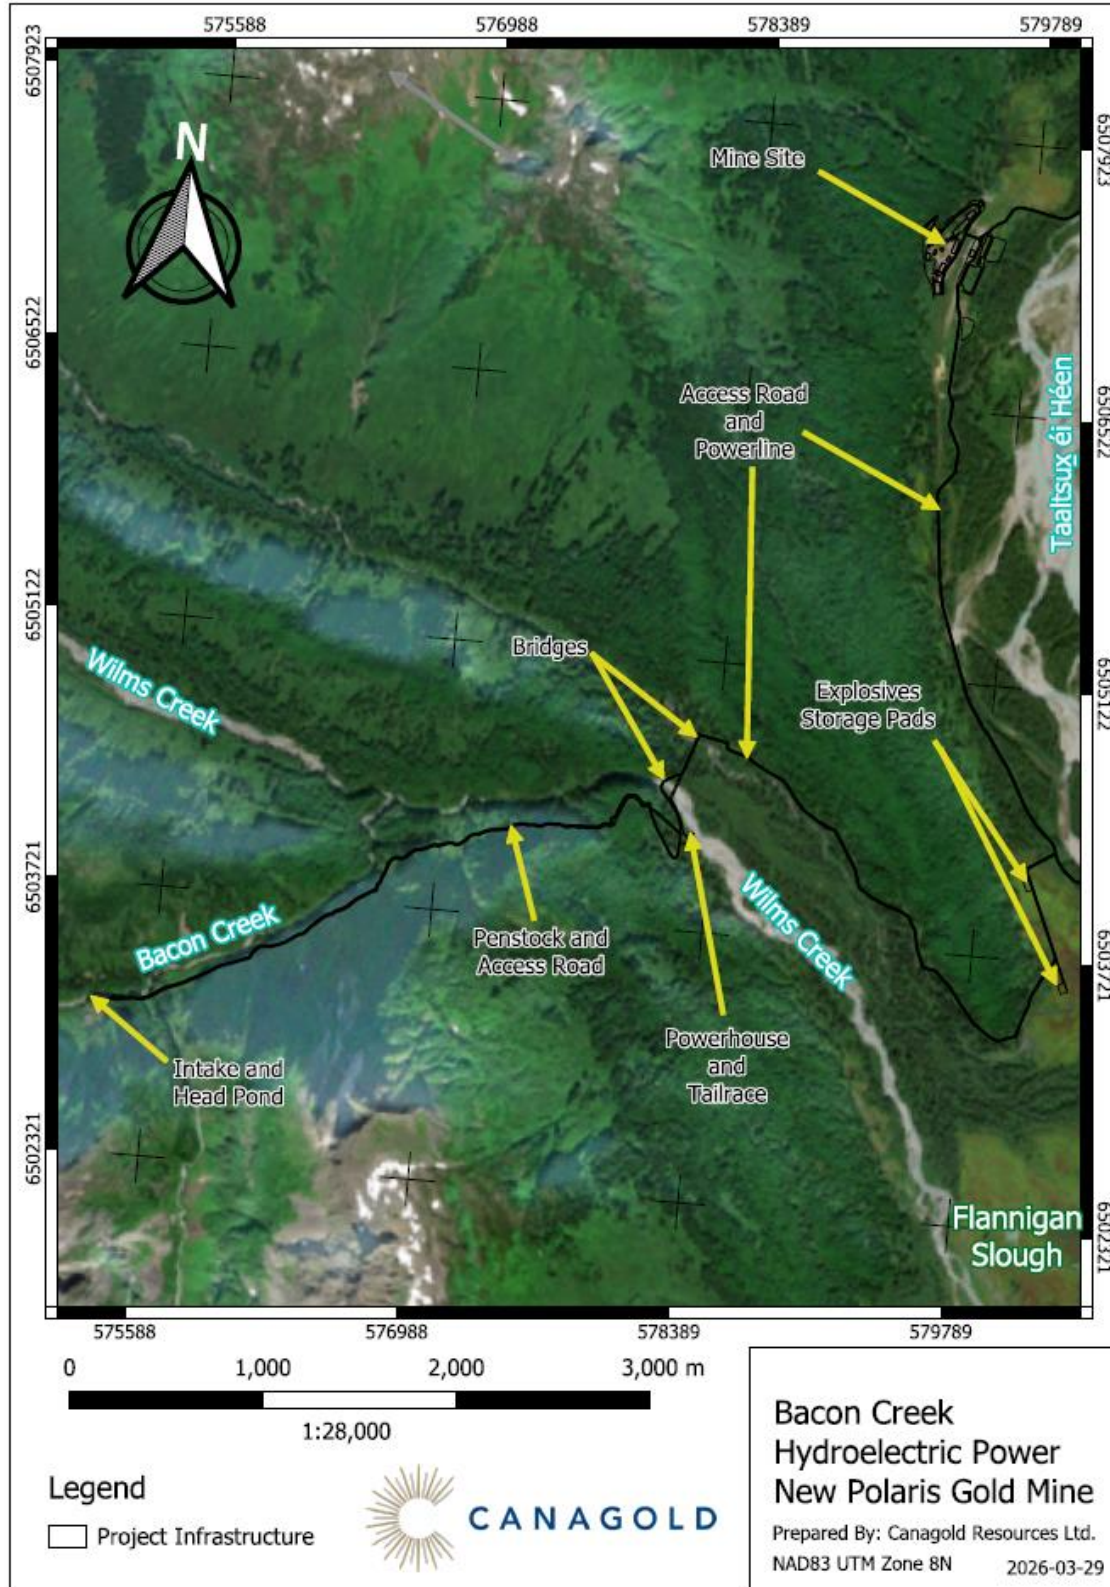 575588
576988
578389
579789
6507923
6507923
N
Mine Site
6506522
6506522
Access Road
and
Powerline
Taaltsux̱ éi Héen
6505122
6505122
Bridges
Wilms Creek
Explosives
Storage Pads
6503721
6503721
Wilms Creek
Bacon Creek
Penstock and
Access Road
Powerhouse
and
Tailrace
Intake and
Head Pond
6502321
6502321
Flannigan
Slough
575588
576988
578389
579789
0
1,000
2,000
3,000 m
1:28,000
Legend
Project Infrastructure
CANAGOLD
Bacon Creek
Hydroelectric Power
New Polaris Gold Mine
Prepared By: Canagold Resources Ltd.
NAD83 UTM Zone 8N
2026-03-29